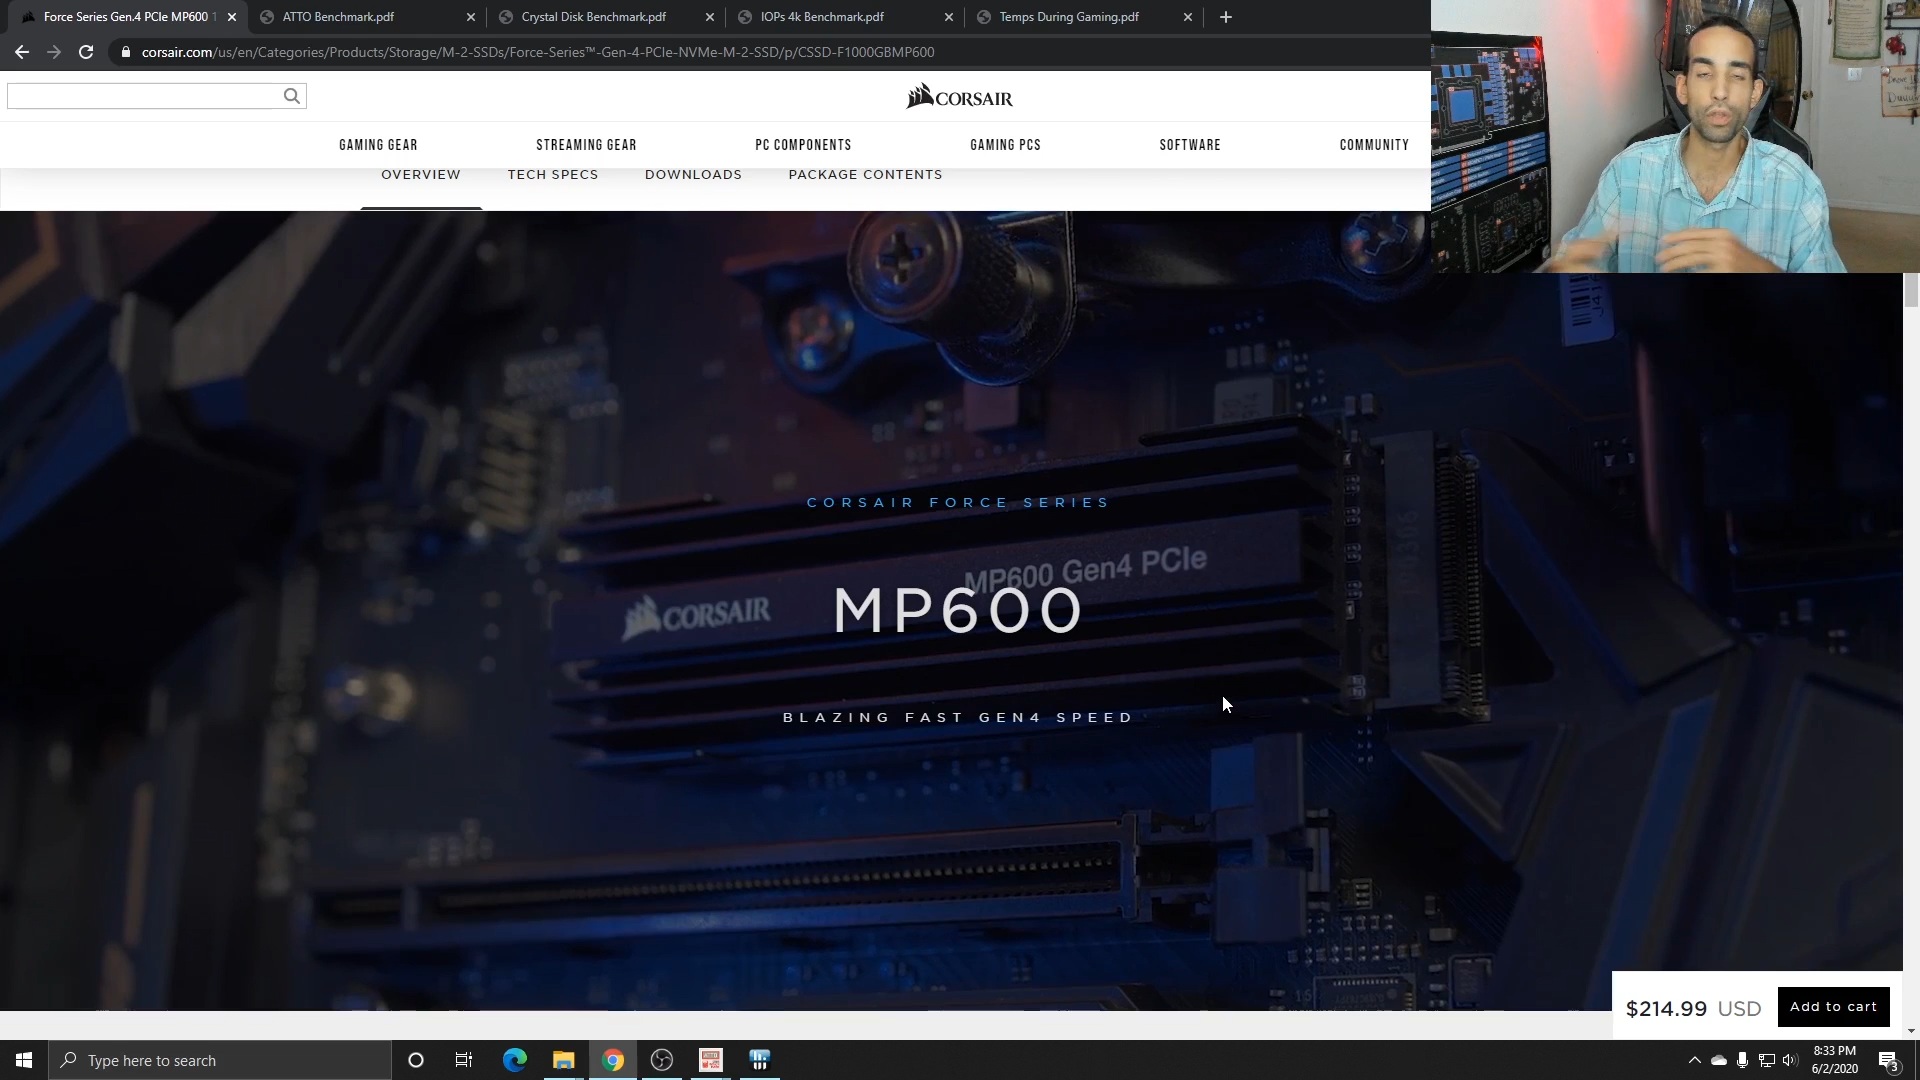 Force Series Gen.4 PCIe MP600 1
ATTO Benchmark.pdf
Crystal Disk Benchmark.pdf
IOPs 4k Benchmark.pdf
Temps During Gaming.pdf
corsair.com/us/en/Categories/Products/Storage/M-2-SSDs/Force-Series™-Gen-4-PCIe-NVMe-M-2-SSD/p/CSSD-F1000GBMP600
CORSAIR
GAMING GEAR
STREAMING GEAR
PC COMPONENTS
GAMING PCS
SOFTWARE
COMMUNITY
OVERVIEW
TECH SPECS
DOWNLOADS
PACKAGE CONTENTS
CORSAIR FORCE SERIES
MP600 Gen4 PCIe
CORSAIR
MP600
BLAZING FAST GEN4 SPEED
$214.99 USD
Add to cart
Type here to search
8:33 PM
6/2/2020
3